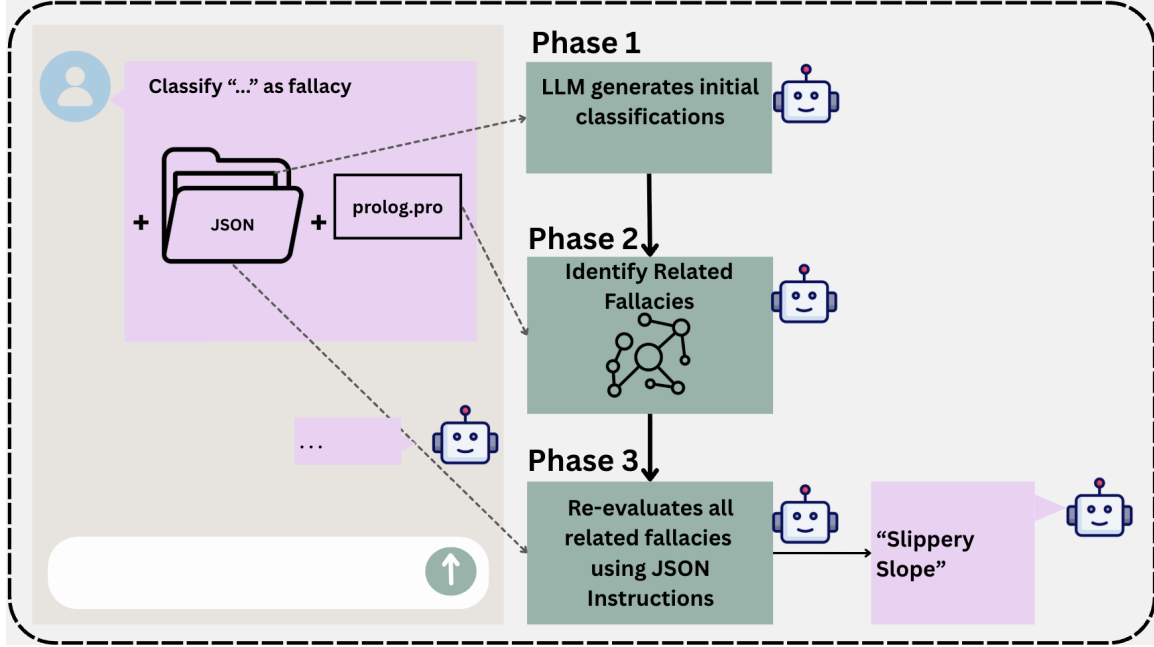 Classify “...” as fallacy
+
JSON
+
prolog.pro
...
Phase 1
LLM generates initial
classifications
Phase 2
Identify Related
Fallacies
Phase 3
Re-evaluates all
related fallacies
using JSON
Instructions
“Slippery
Slope”